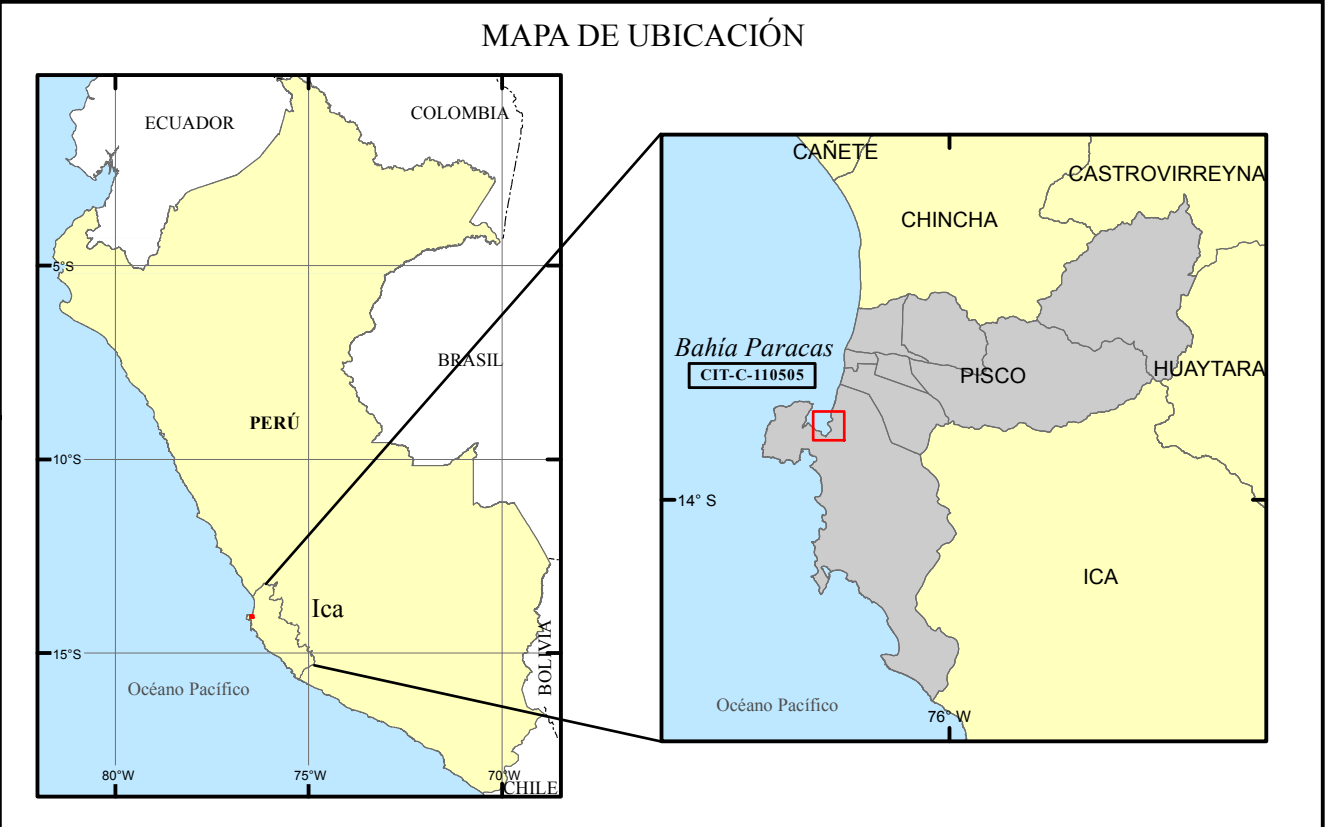 MAPA DE UBICACIÓN
ECUADOR
COLOMBIA
5°S
BRASIL
PERÚ
10°S
Ica
15°S
BOLIVIA
Océano Pacífico
80°W
75°W
70°W
CHILE
CAÑETE
CASTROVIRREYNA
CHINCHA
Bahía Paracas
CIT-C-110505
PISCO
HUAYTARA
14° S
ICA
Océano Pacífico
76° W